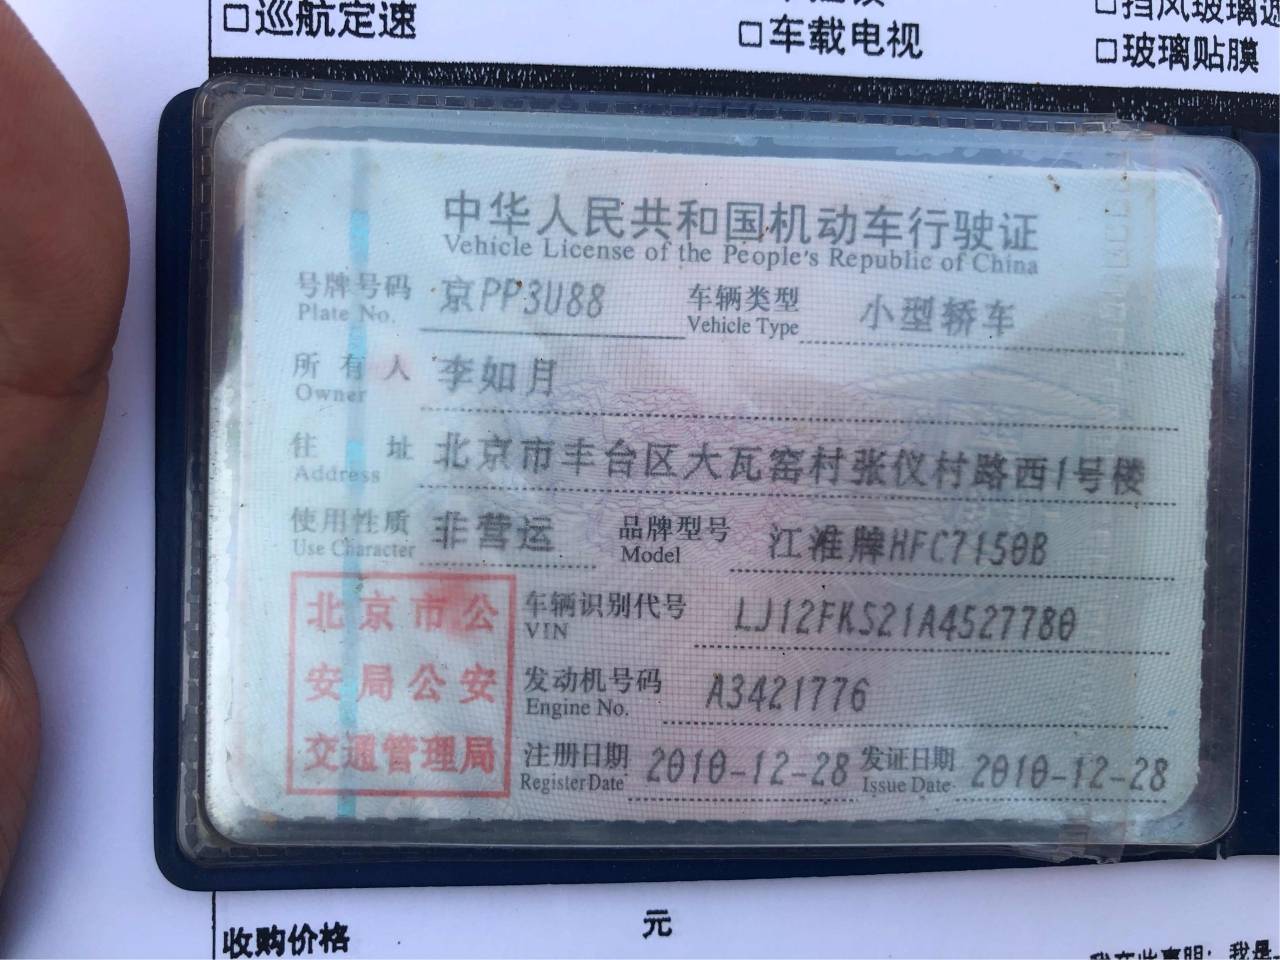 □巡航定速
□车载电视
□挡风玻璃
□玻璃贴膜
中华人民共和国机动车行驶证
Vehicle License of the People's Republic of China
号牌号码 京PP3U88 车辆类型 小型轿车
Plate No. Vehicle Type
所有人 李如月
Owner
住址 北京市丰台区大瓦窑村张仪村路西1号楼
Address
使用性质 非营运 品牌型号 江淮牌HFC7150B
Use Character Model
北京市公
安局公安
交通管理局
车辆识别代号 LJ12FKS21A4527780
VIN
发动机号码 A3421776
Engine No.
注册日期 2010-12-28 发证日期 2010-12-28
Register Date Issue Date
收购价格 元